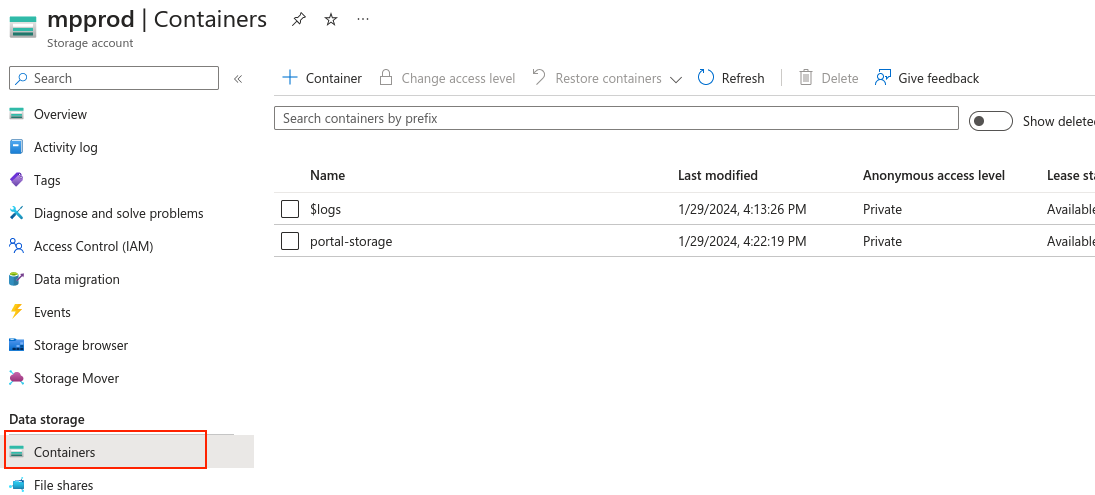 mpprod | Containers
Storage account
Search
Overview
Activity log
Tags
Diagnose and solve problems
Access Control (IAM)
Data migration
Events
Storage browser
Storage Mover
Data storage
Containers
File shares
Container Change access level Restore containers Refresh Delete Give feedback
Search containers by prefix
Show deleted
Name Last modified Anonymous access level Lease sta
$logs 1/29/2024, 4:13:26 PM Private Available
portal-storage 1/29/2024, 4:22:19 PM Private Available